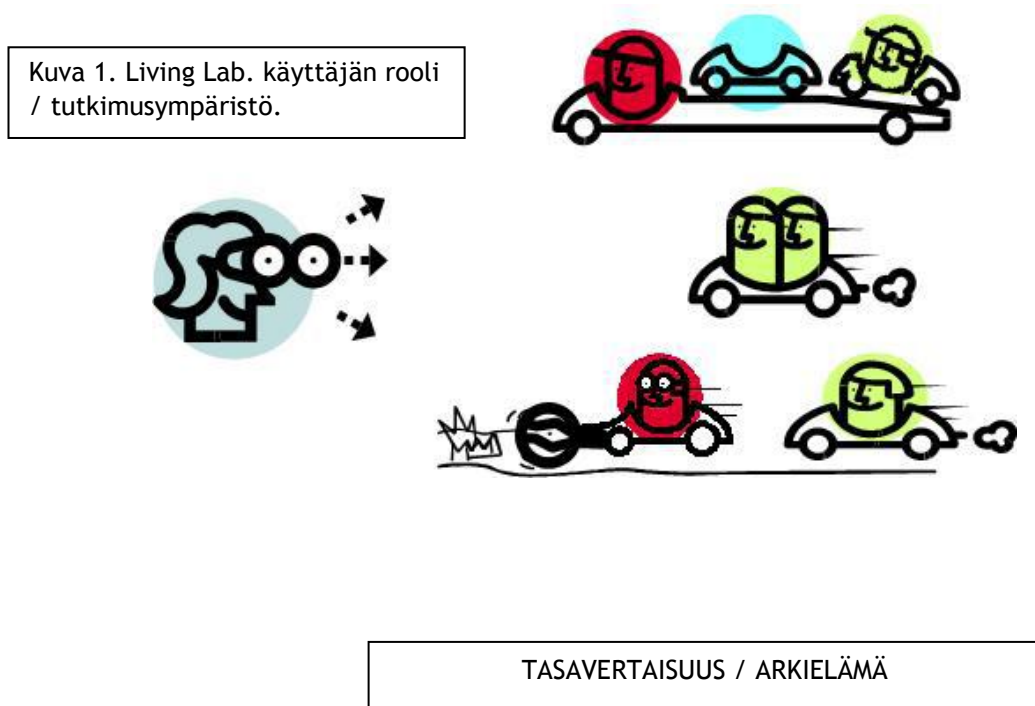 Kuva 1. Living Lab. käyttäjän rooli
/ tutkimusympäristö.
TASAVERTAISUUS / ARKIELÄMÄ